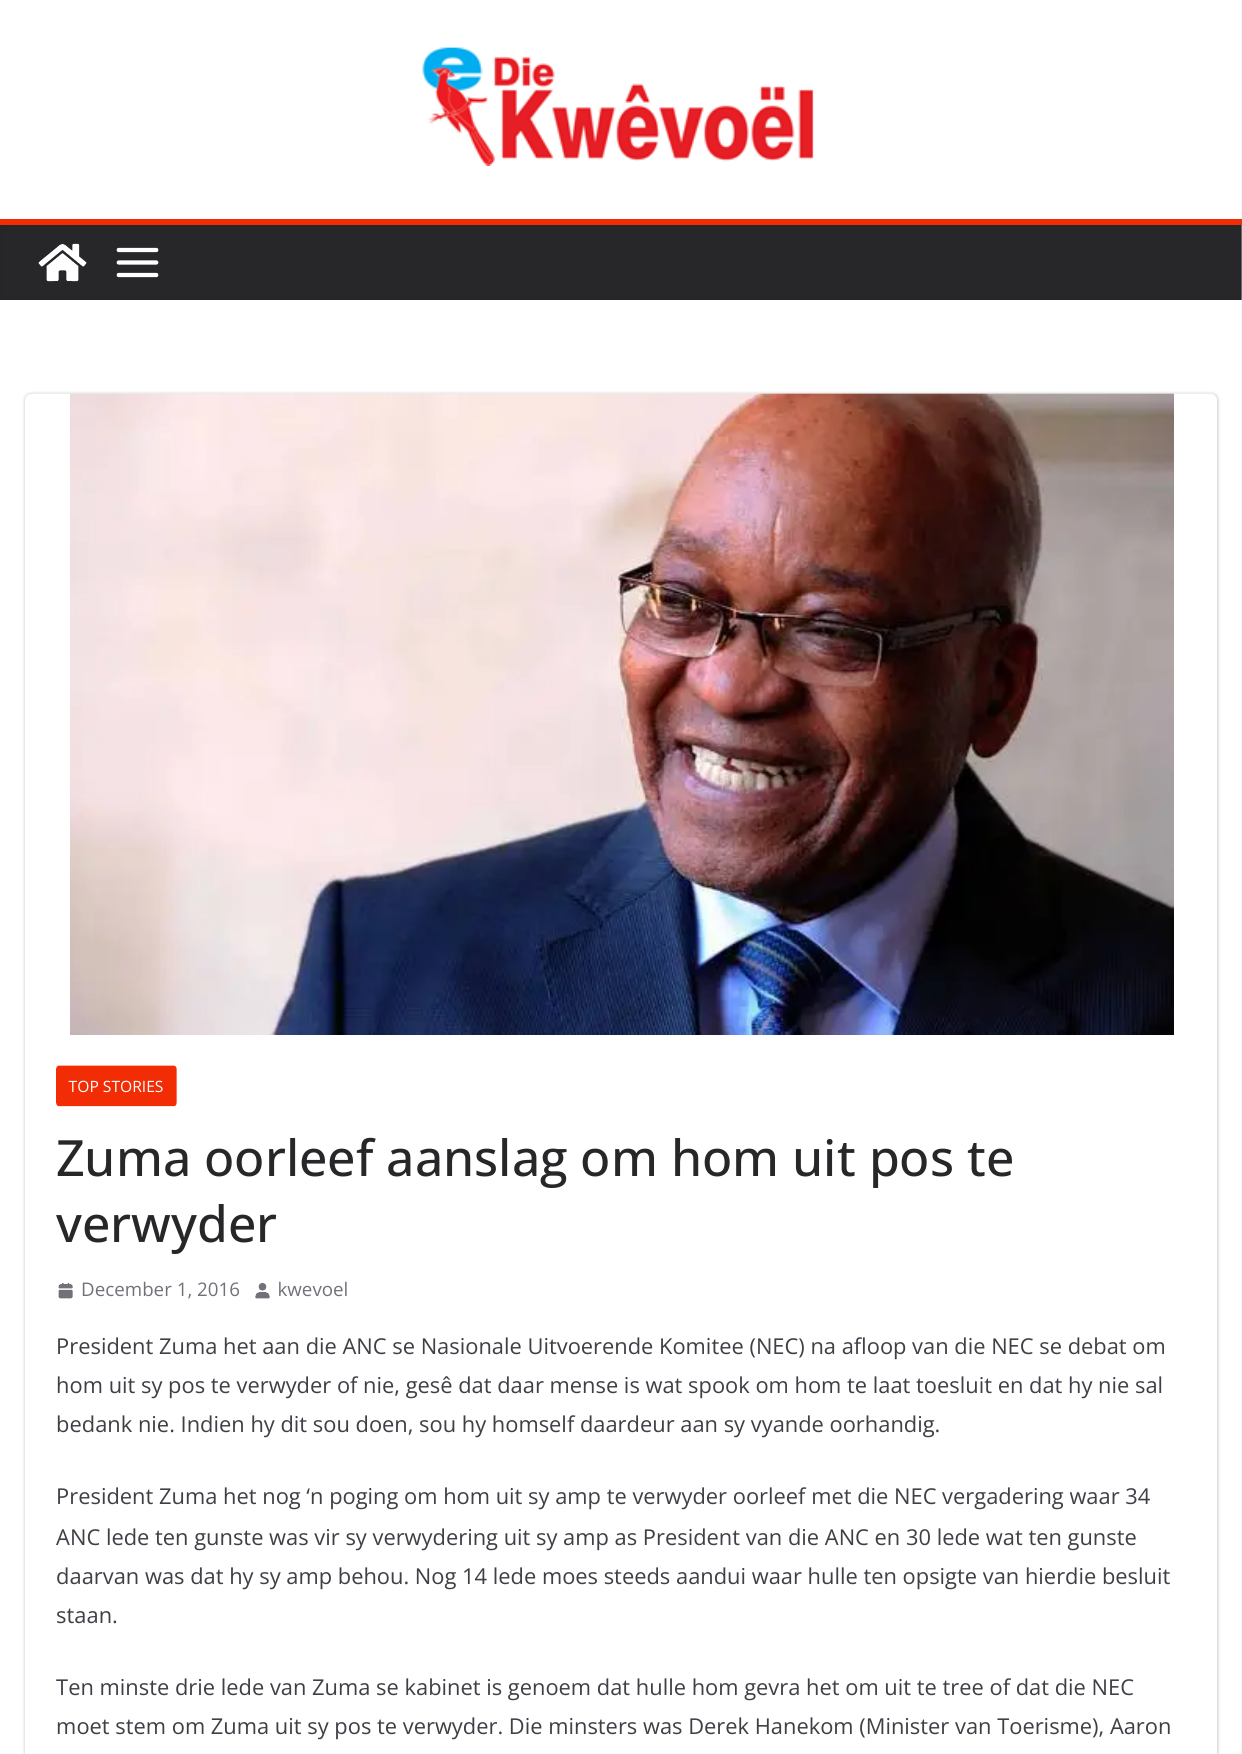 e Die
Kwêvoël
TOP STORIES
Zuma oorleef aanslag om hom uit pos te
verwyder
December 1, 2016 kwevoel
President Zuma het aan die ANC se Nasionale Uitvoerende Komitee (NEC) na afloop van die NEC se debat om
hom uit sy pos te verwyder of nie, gesê dat daar mense is wat spook om hom te laat toesluit en dat hy nie sal
bedank nie. Indien hy dit sou doen, sou hy homself daardeur aan sy vyande oorhandig.
President Zuma het nog ‘n poging om hom uit sy amp te verwyder oorleef met die NEC vergadering waar 34
ANC lede ten gunste was vir sy verwydering uit sy amp as President van die ANC en 30 lede wat ten gunste
daarvan was dat hy sy amp behou. Nog 14 lede moes steeds aandui waar hulle ten opsigte van hierdie besluit
staan.
Ten minste drie lede van Zuma se kabinet is genoem dat hulle hom gevra het om uit te tree of dat die NEC
moet stem om Zuma uit sy pos te verwyder. Die minsters was Derek Hanekom (Minister van Toerisme), Aaron